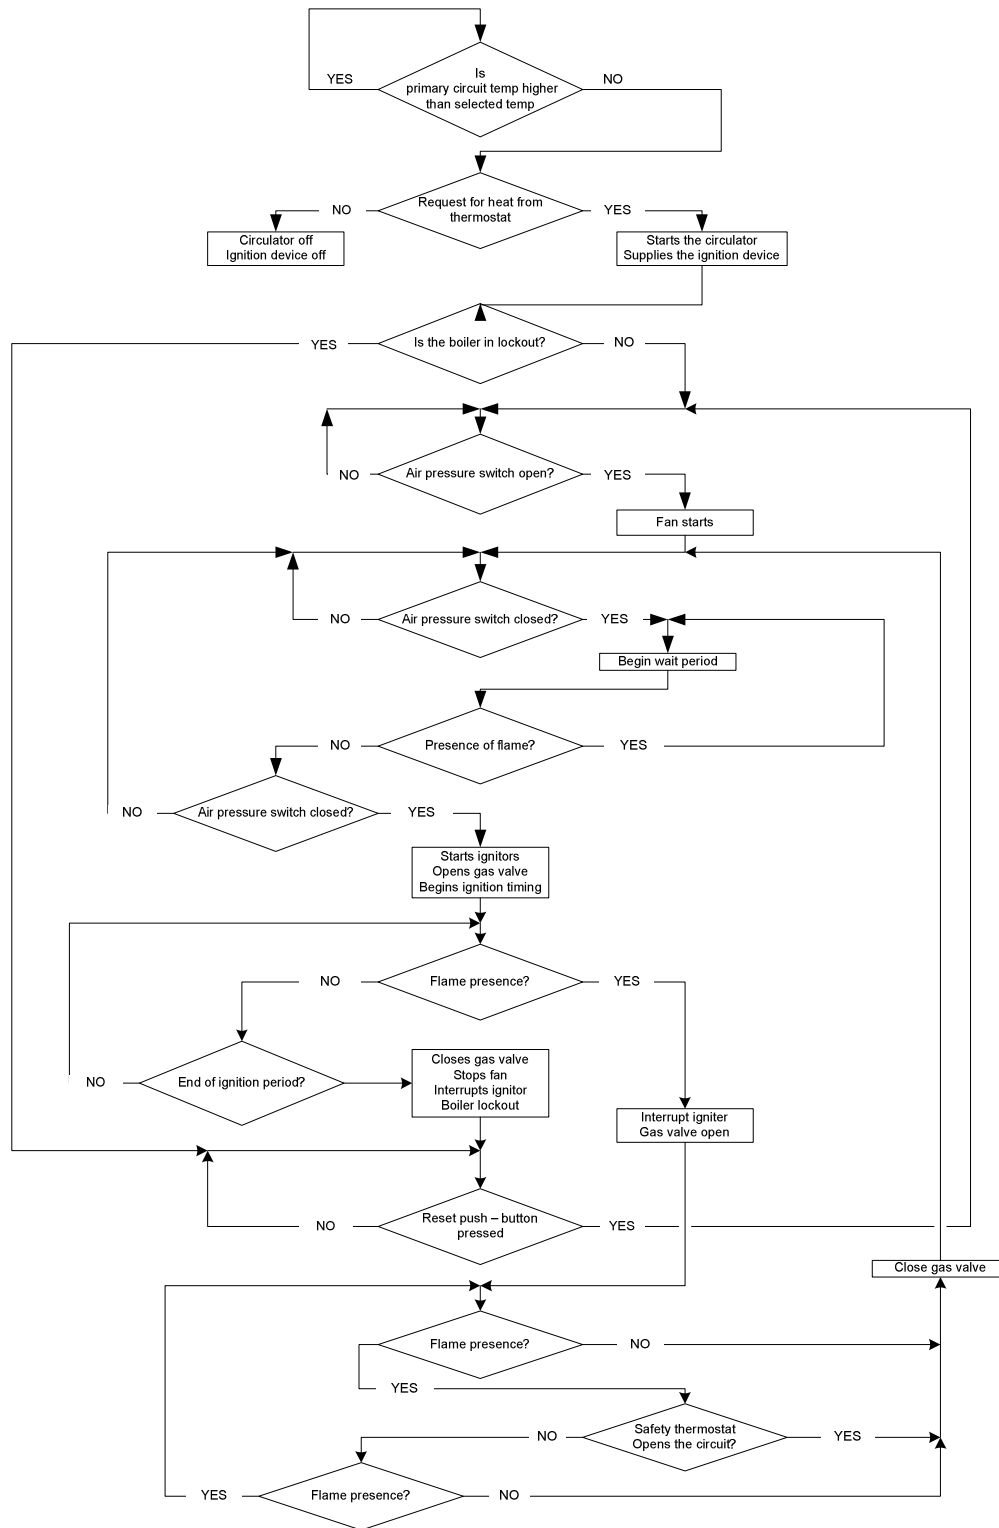 Is
primary circuit temp higher
than selected temp
YES
NO
Request for heat from
thermostat
NO
YES
Circulator off
Ignition device off
Starts the circulator
Supplies the ignition device
Is the boiler in lockout?
YES
NO
Air pressure switch open?
NO
YES
Fan starts
Air pressure switch closed?
NO
YES
Begin wait period
Presence of flame?
NO
YES
Air pressure switch closed?
NO
YES
Starts ignitors
Opens gas valve
Begins ignition timing
Flame presence?
NO
YES
End of ignition period?
NO
Closes gas valve
Stops fan
Interrupts ignitor
Boiler lockout
Interrupt igniter
Gas valve open
Reset push – button
pressed
NO
YES
Close gas valve
Flame presence?
NO
YES
Safety thermostat
Opens the circuit?
NO
YES
Flame presence?
YES
NO